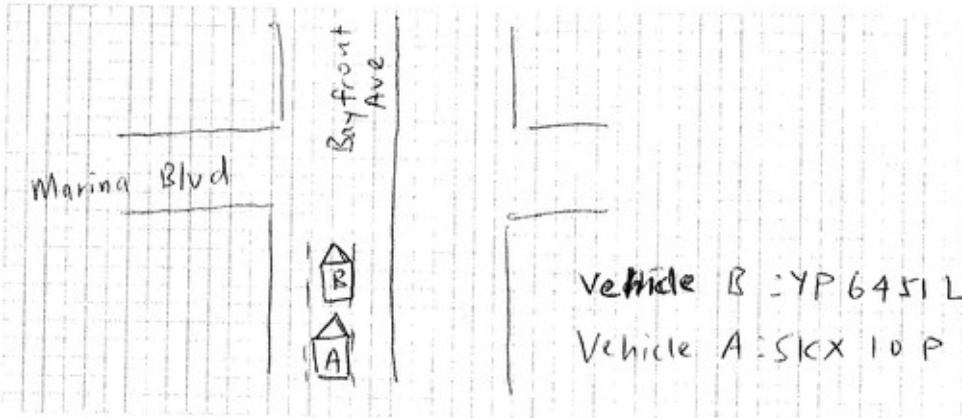 Bayfront
Ave
Marina Blvd
B
A
Vehicle B : YP 6451 L
Vehicle A : SKX 10 P